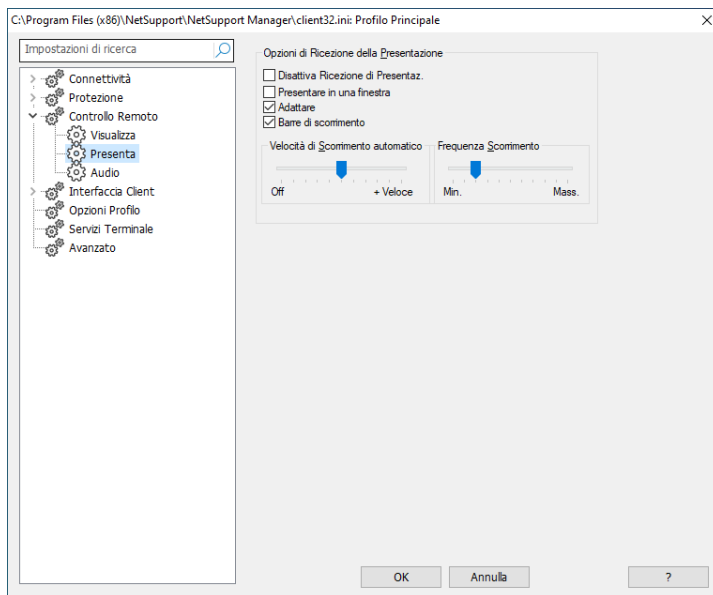 C:\Program Files (x86)\NetSupport\NetSupport Manager\client32.ini: Profilo Principale
Impostazioni di ricerca
Connettività
Protezione
Controllo Remoto
Visualizza
Presenta
Audio
Interfaccia Client
Opzioni Profilo
Servizi Terminale
Avanzato
Opzioni di Ricezione della Presentazione
Disattiva Ricezione di Presentaz.
Presentare in una finestra
Adattare
Barre di scorrimento
Velocità di Scorrimento automatico
Off + Veloce
Frequenza Scorrimento
Min. Mass.
OK Annulla ?